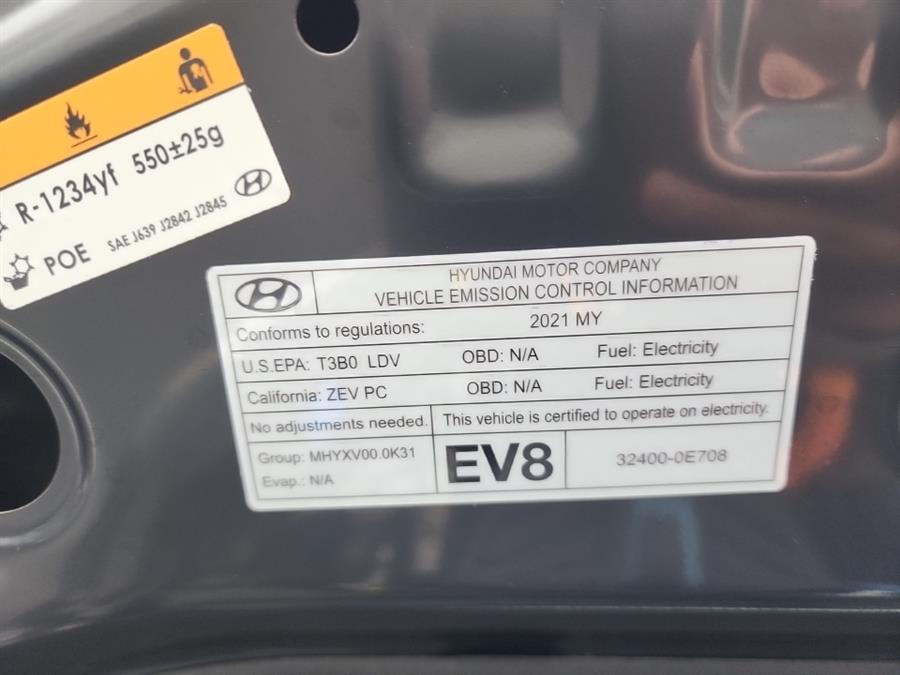 R-1234yf 550±25g
POE SAE J639 J2842 J2845
HYUNDAI MOTOR COMPANY
VEHICLE EMISSION CONTROL INFORMATION
Conforms to regulations: 2021 MY
U.S.EPA: T3B0 LDV OBD: N/A Fuel: Electricity
California: ZEV PC OBD: N/A Fuel: Electricity
No adjustments needed. This vehicle is certified to operate on electricity.
Group: MHYXV00.0K31
Evap.: N/A
EV8
32400-0E708